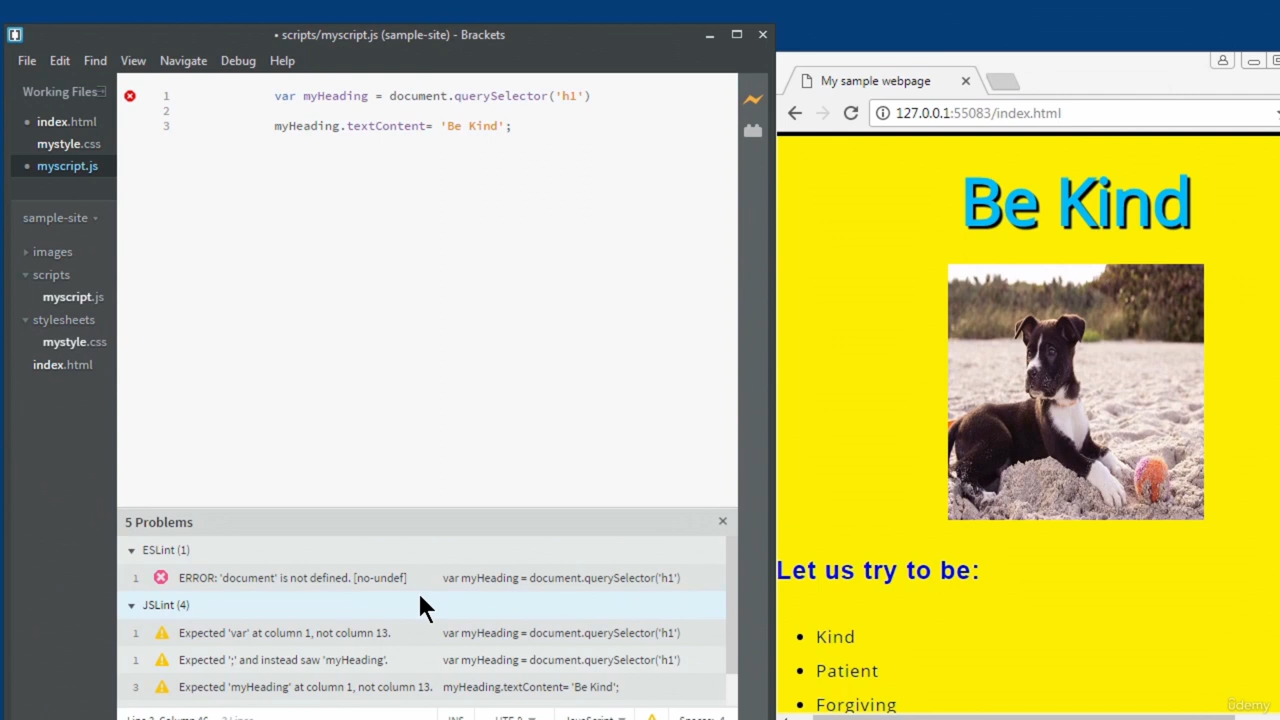 • scripts/myscript.js (sample-site) - Brackets
File Edit Find View Navigate Debug Help
Working Files
index.html
mystyle.css
myscript.js
sample-site
images
scripts
myscript.js
stylesheets
mystyle.css
index.html
1 var myHeading = document.querySelector('h1')
2
3 myHeading.textContent= 'Be Kind';
5 Problems
ESLint (1)
1 ERROR: 'document' is not defined. [no-undef] var myHeading = document.querySelector('h1')
JSLint (4)
1 Expected 'var' at column 1, not column 13. var myHeading = document.querySelector('h1')
1 Expected ';' and instead saw 'myHeading'. var myHeading = document.querySelector('h1')
3 Expected 'myHeading' at column 1, not column 13. myHeading.textContent= 'Be Kind';
My sample webpage
127.0.0.1:55083/index.html
Be Kind
Let us try to be:
Kind
Patient
Forgiving
ûdemy